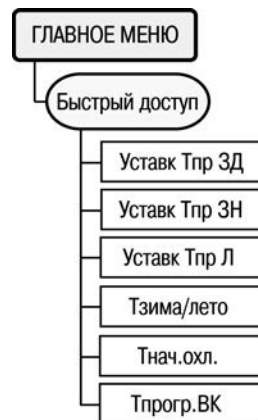 ГЛАВНОЕ МЕНЮ
Быстрый доступ
Уставк Тпр ЗД
Уставк Тпр ЗН
Уставк Тпр Л
Тзима/лето
Тнач.охл.
Тпрогр.ВК